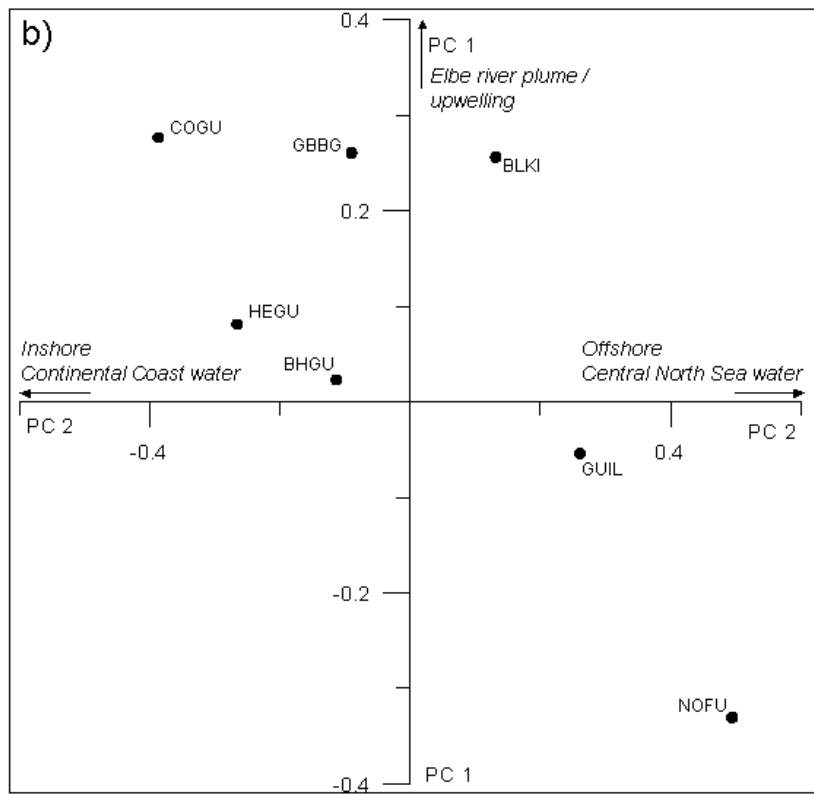 b)
0.4
PC 1
Elbe river plume /
upwelling
COGU
GBBG
BLKI
0.2
HEGU
Inshore
Continental Coast water
BHGU
Offshore
Central North Sea water
PC 2
PC 2
-0.4
0.4
GUIL
-0.2
NOFU
-0.4
PC 1